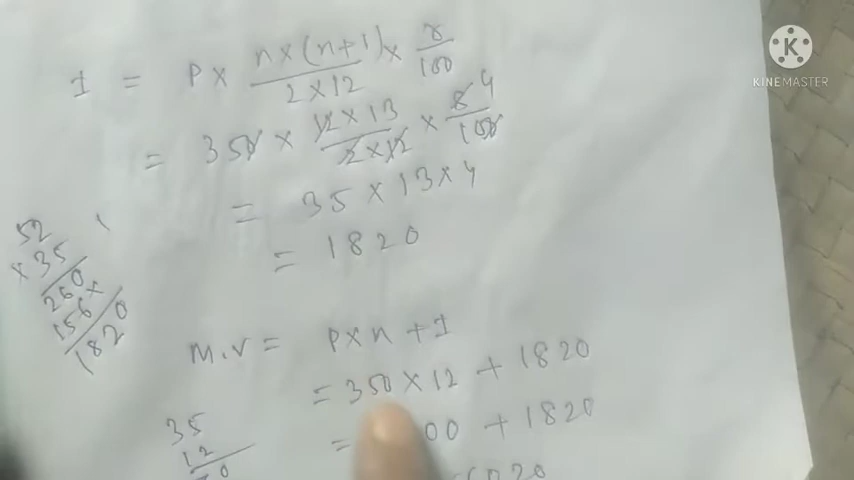 I = P × n × (n+1) / 2 × 12 × r / 100
= 350 × 12 × 13 / 2 × 12 × 8 / 100 4
= 35 × 13 × 4
= 1820
52
× 35
260
156 ×
1820
M.V = P × n + I
= 350 × 12 + 1820
= 00 + 1820
35
12
K
KINEMASTER